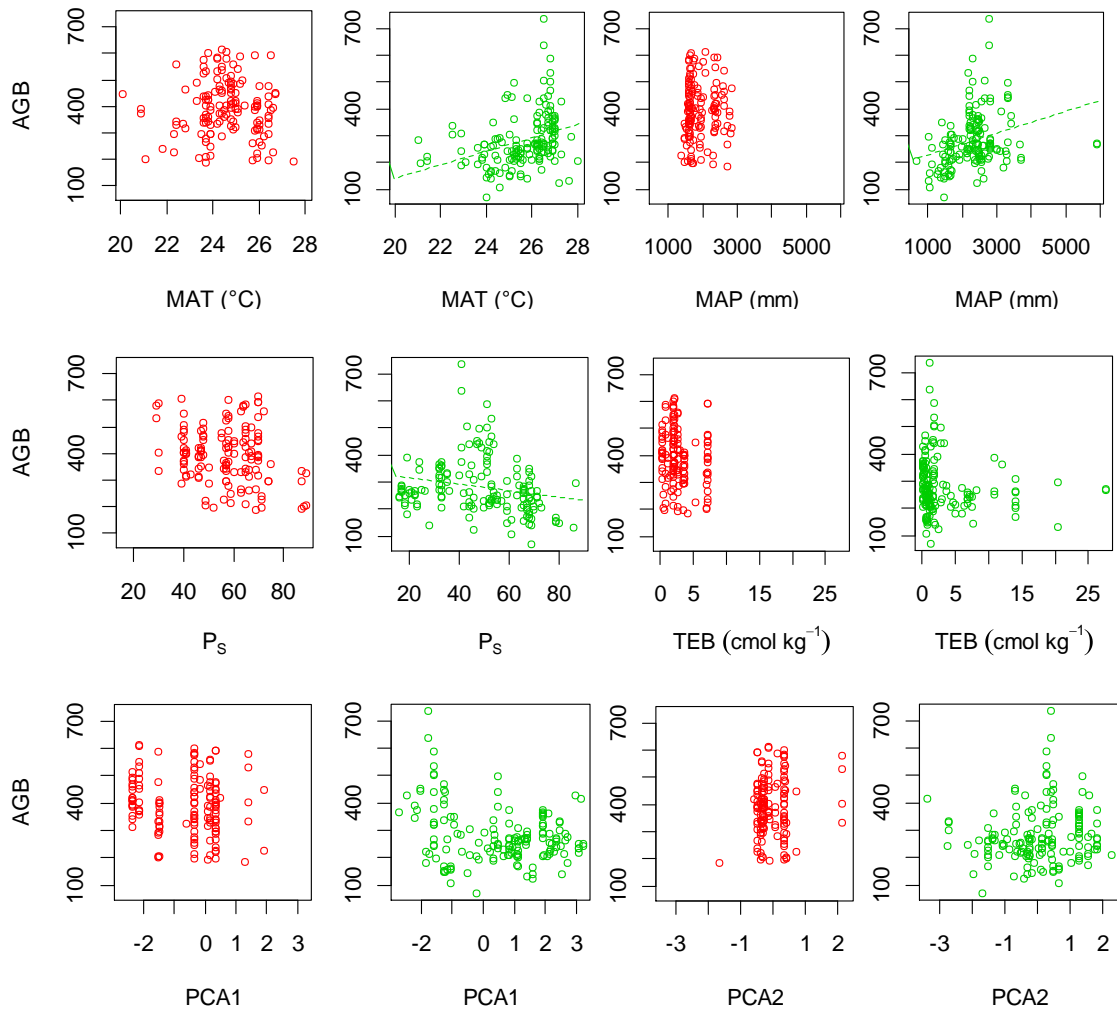 AGB
100 400 700
20 22 24 26 28
MAT (°C)
100 400 700
20 22 24 26 28
MAT (°C)
100 400 700
1000 3000 5000
MAP (mm)
100 400 700
1000 3000 5000
MAP (mm)
AGB
100 400 700
20 40 60 80
P_S
100 400 700
20 40 60 80
P_S
100 400 700
0 5 15 25
TEB (cmol kg⁻¹)
100 400 700
0 5 15 25
TEB (cmol kg⁻¹)
AGB
100 400 700
-2 0 1 2 3
PCA1
100 400 700
-2 0 1 2 3
PCA1
100 400 700
-3 -1 1 2
PCA2
100 400 700
-3 -1 1 2
PCA2